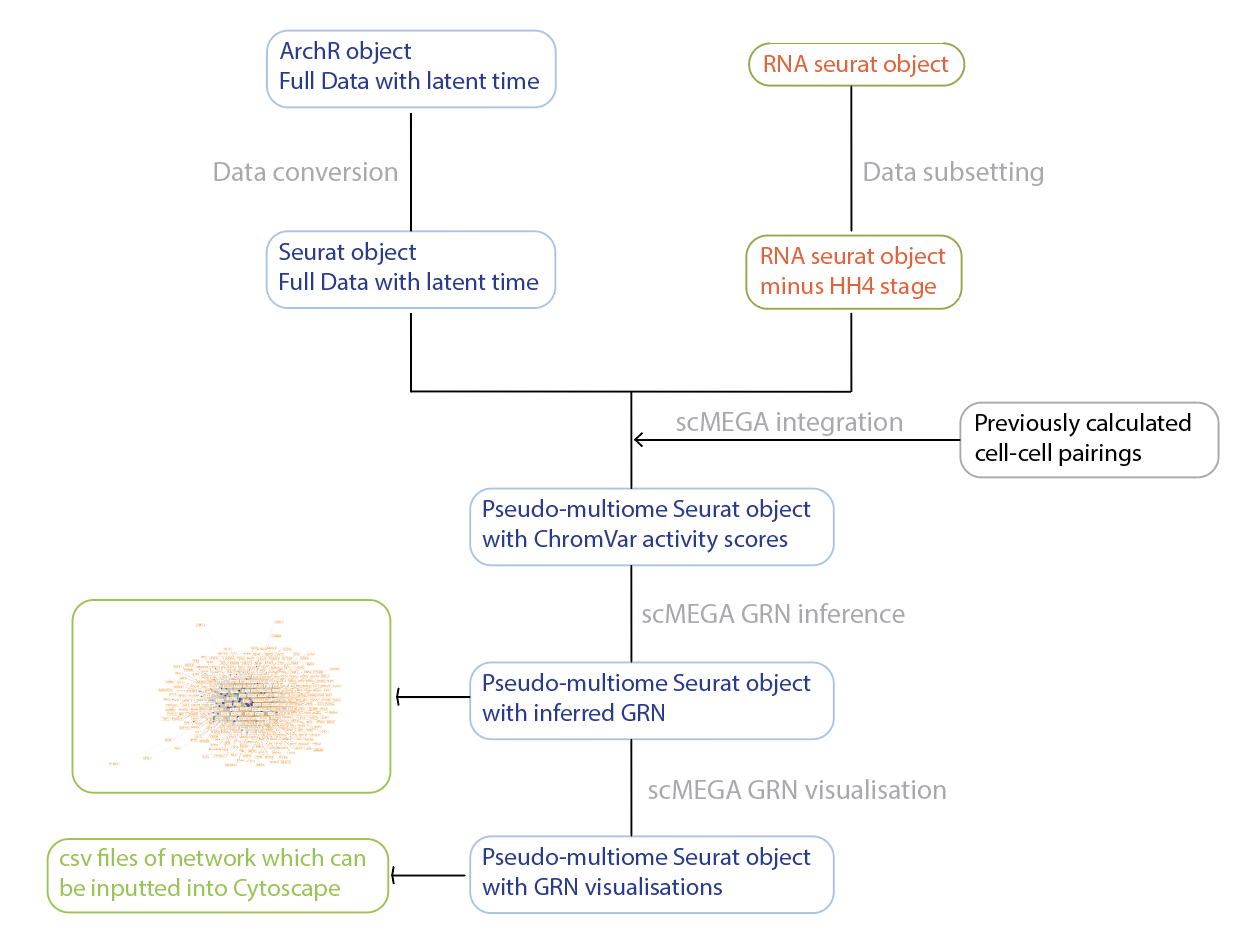 ArchR object
Full Data with latent time
RNA seurat object
Data conversion
Data subsetting
Seurat object
Full Data with latent time
RNA seurat object
minus HH4 stage
scMEGA integration
Previously calculated
cell-cell pairings
Pseudo-multiome Seurat object
with ChromVar activity scores
scMEGA GRN inference
Pseudo-multiome Seurat object
with inferred GRN
scMEGA GRN visualisation
Pseudo-multiome Seurat object
with GRN visualisations
csv files of network which can
be inputted into Cytoscape